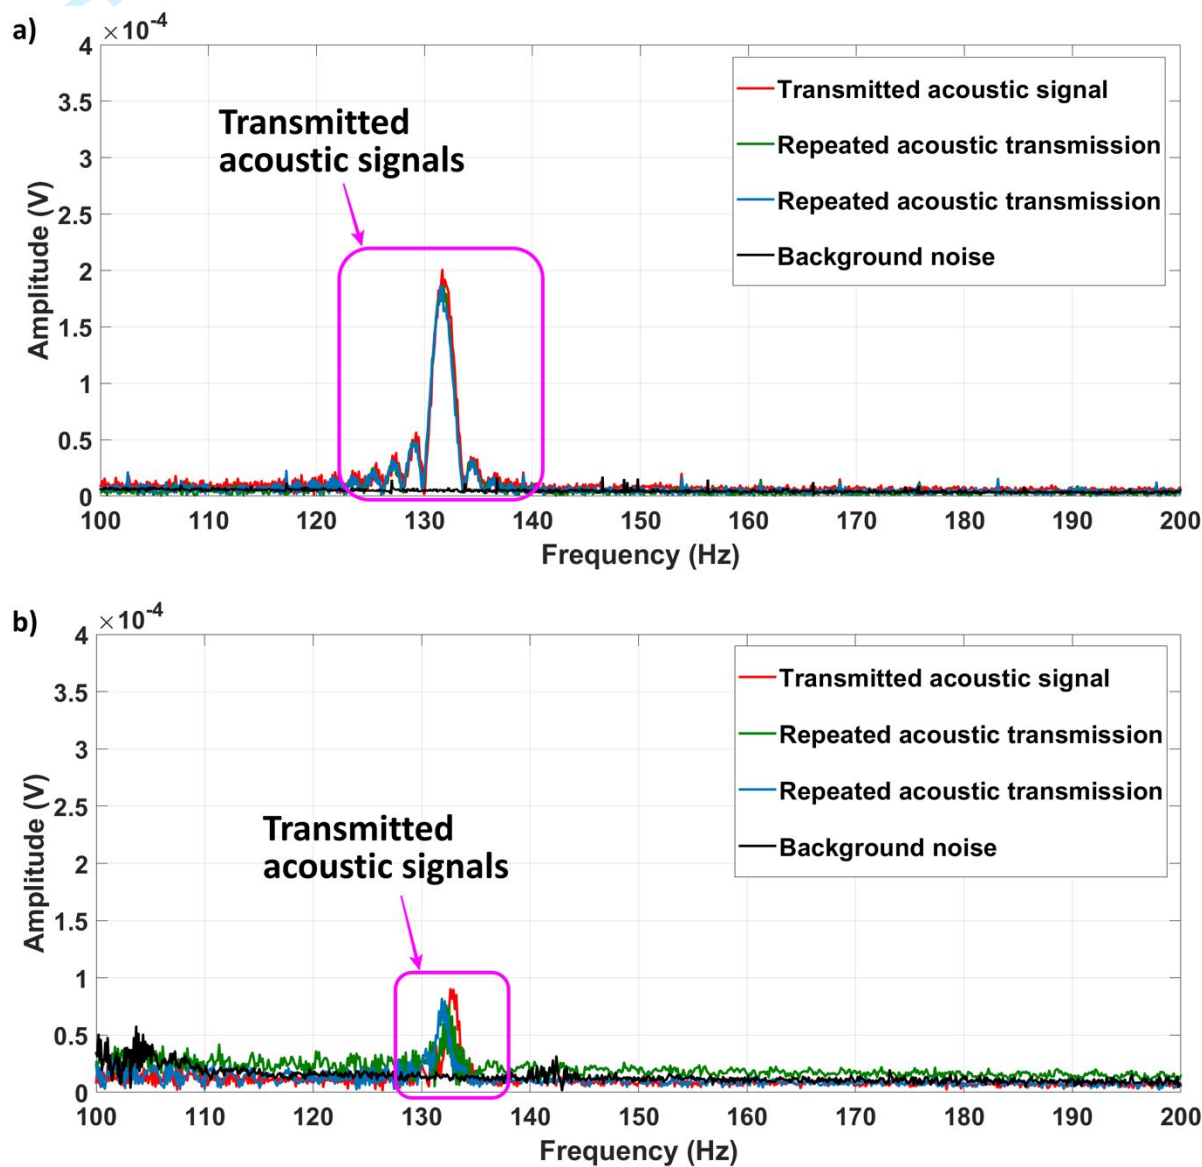 a)
×10⁻⁴
4
3.5
3
2.5
2
1.5
1
0.5
0
Amplitude (V)
Transmitted
acoustic signals
Transmitted acoustic signal
Repeated acoustic transmission
Repeated acoustic transmission
Background noise
100 110 120 130 140 150 160 170 180 190 200
Frequency (Hz)
b)
×10⁻⁴
4
3.5
3
2.5
2
1.5
1
0.5
0
Amplitude (V)
Transmitted
acoustic signals
Transmitted acoustic signal
Repeated acoustic transmission
Repeated acoustic transmission
Background noise
100 110 120 130 140 150 160 170 180 190 200
Frequency (Hz)